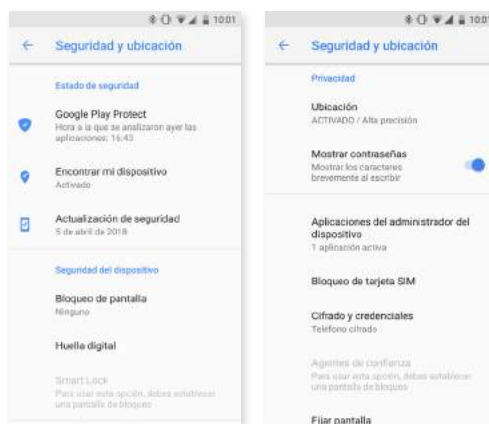 10:01
Seguridad y ubicación
Estado de seguridad
Google Play Protect
Hora a la que se analizaron ayer las
aplicaciones: 16:43
Encontrar mi dispositivo
Activado
Actualización de seguridad
5 de abril de 2018
Seguridad del dispositivo
Bloqueo de pantalla
Ninguno
Huella digital
Smart Lock
Para usar esta opción, debes establecer
una pantalla de bloqueo
10:01
Seguridad y ubicación
Privacidad
Ubicación
ACTIVADO / Alta precisión
Mostrar contraseñas
Mostrar los caracteres
brevemente al escribir
Aplicaciones del administrador del
dispositivo
1 aplicación activa
Bloqueo de tarjeta SIM
Cifrado y credenciales
Teléfono cifrado
Agentes de confianza
Para usar esta opción, debes establecer
una pantalla de bloqueo
Fijar pantalla